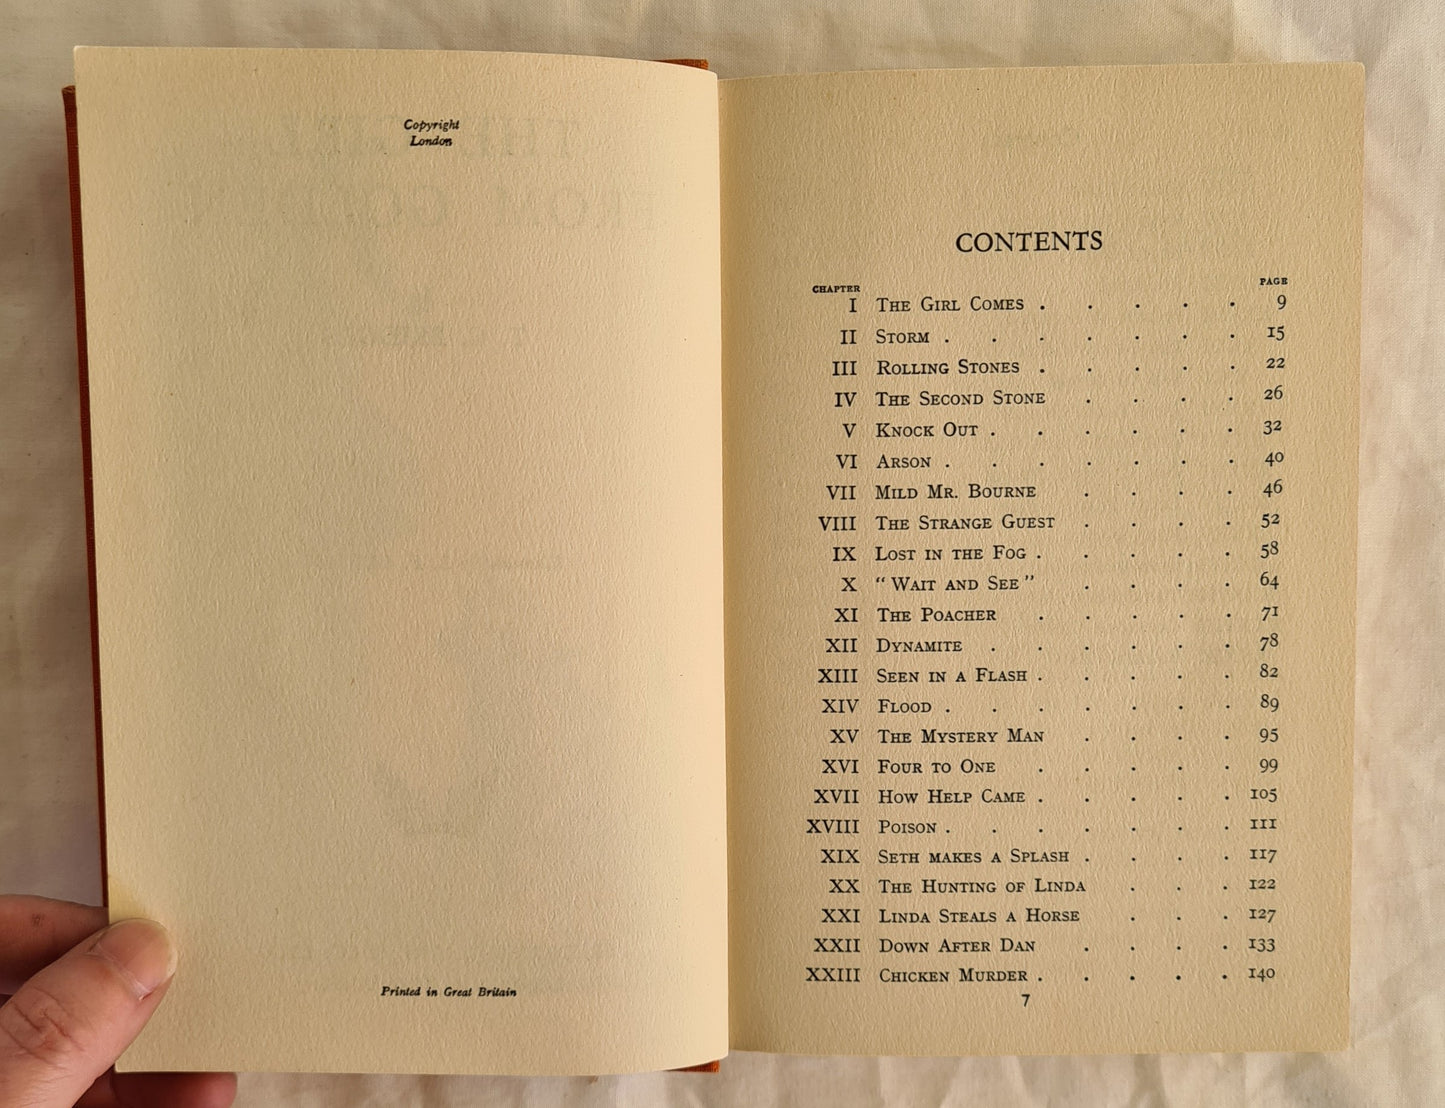 Copyright
London
Printed in Great Britain
CONTENTS
CHAPTER PAGE
I The Girl Comes . . . . . 9
II Storm . . . . . . . 15
III Rolling Stones . . . . . 22
IV The Second Stone . . . . 26
V Knock Out . . . . . . 32
VI Arson . . . . . . . 40
VII Mild Mr. Bourne . . . . 46
VIII The Strange Guest . . . . 52
IX Lost in the Fog . . . . . 58
X "Wait and See" . . . . 64
XI The Poacher . . . . . 71
XII Dynamite . . . . . . 78
XIII Seen in a Flash . . . . . 82
XIV Flood . . . . . . . 89
XV The Mystery Man . . . . 95
XVI Four to One . . . . . 99
XVII How Help Came . . . . . 105
XVIII Poison . . . . . . . 111
XIX Seth makes a Splash . . . . 117
XX The Hunting of Linda . . . 122
XXI Linda Steals a Horse . . . 127
XXII Down After Dan . . . . 133
XXIII Chicken Murder . . . . . 140
7